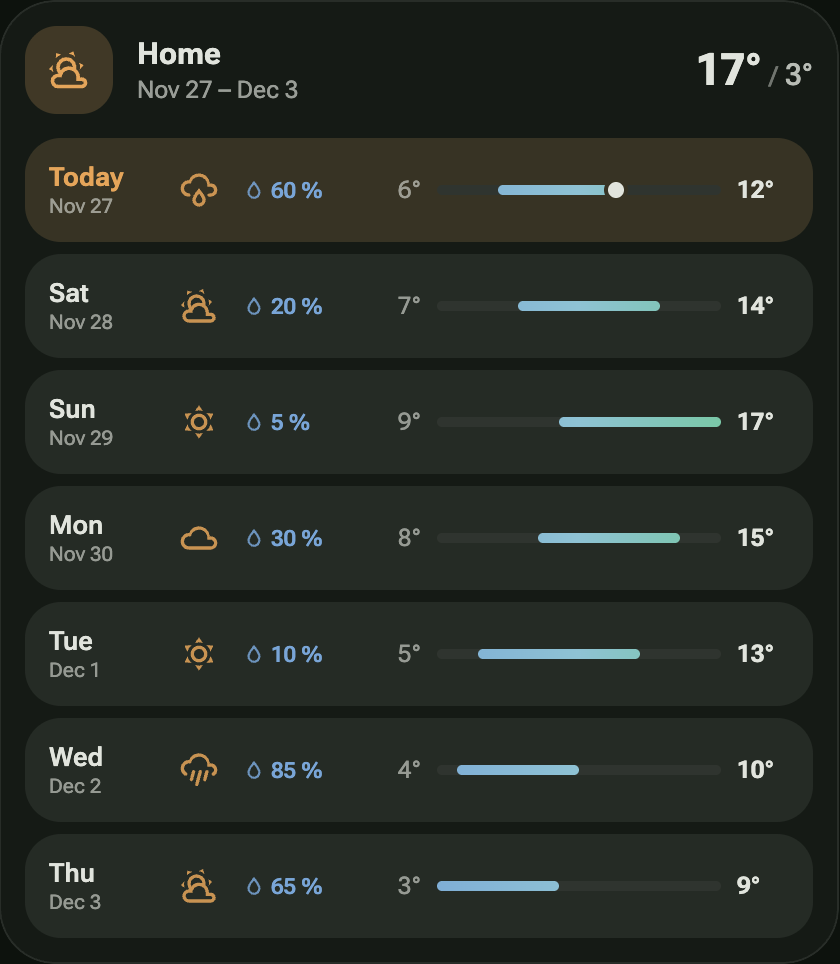 Home
Nov 27 – Dec 3
17° / 3°
Today
Nov 27
60 %
6°
12°
Sat
Nov 28
20 %
7°
14°
Sun
Nov 29
5 %
9°
17°
Mon
Nov 30
30 %
8°
15°
Tue
Dec 1
10 %
5°
13°
Wed
Dec 2
85 %
4°
10°
Thu
Dec 3
65 %
3°
9°